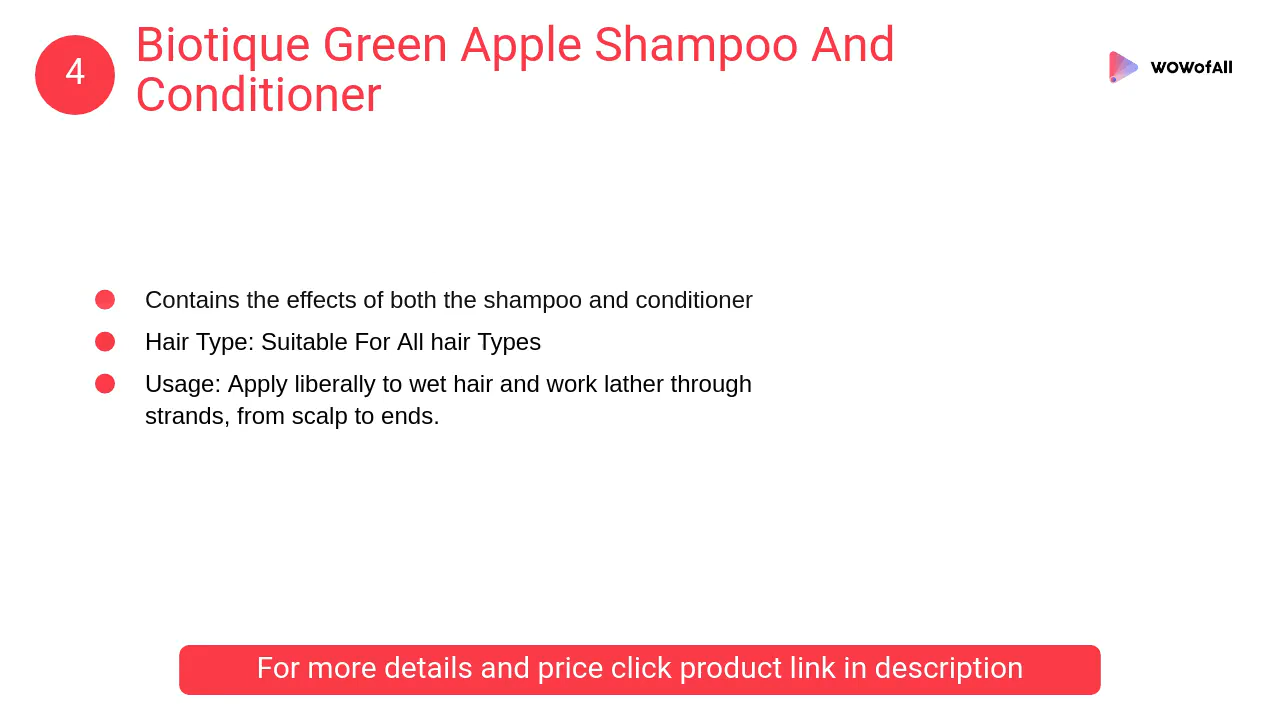 4
Biotique Green Apple Shampoo And
Conditioner
WOWofAll
Contains the effects of both the shampoo and conditioner
Hair Type: Suitable For All hair Types
Usage: Apply liberally to wet hair and work lather through
strands, from scalp to ends.
For more details and price click product link in description